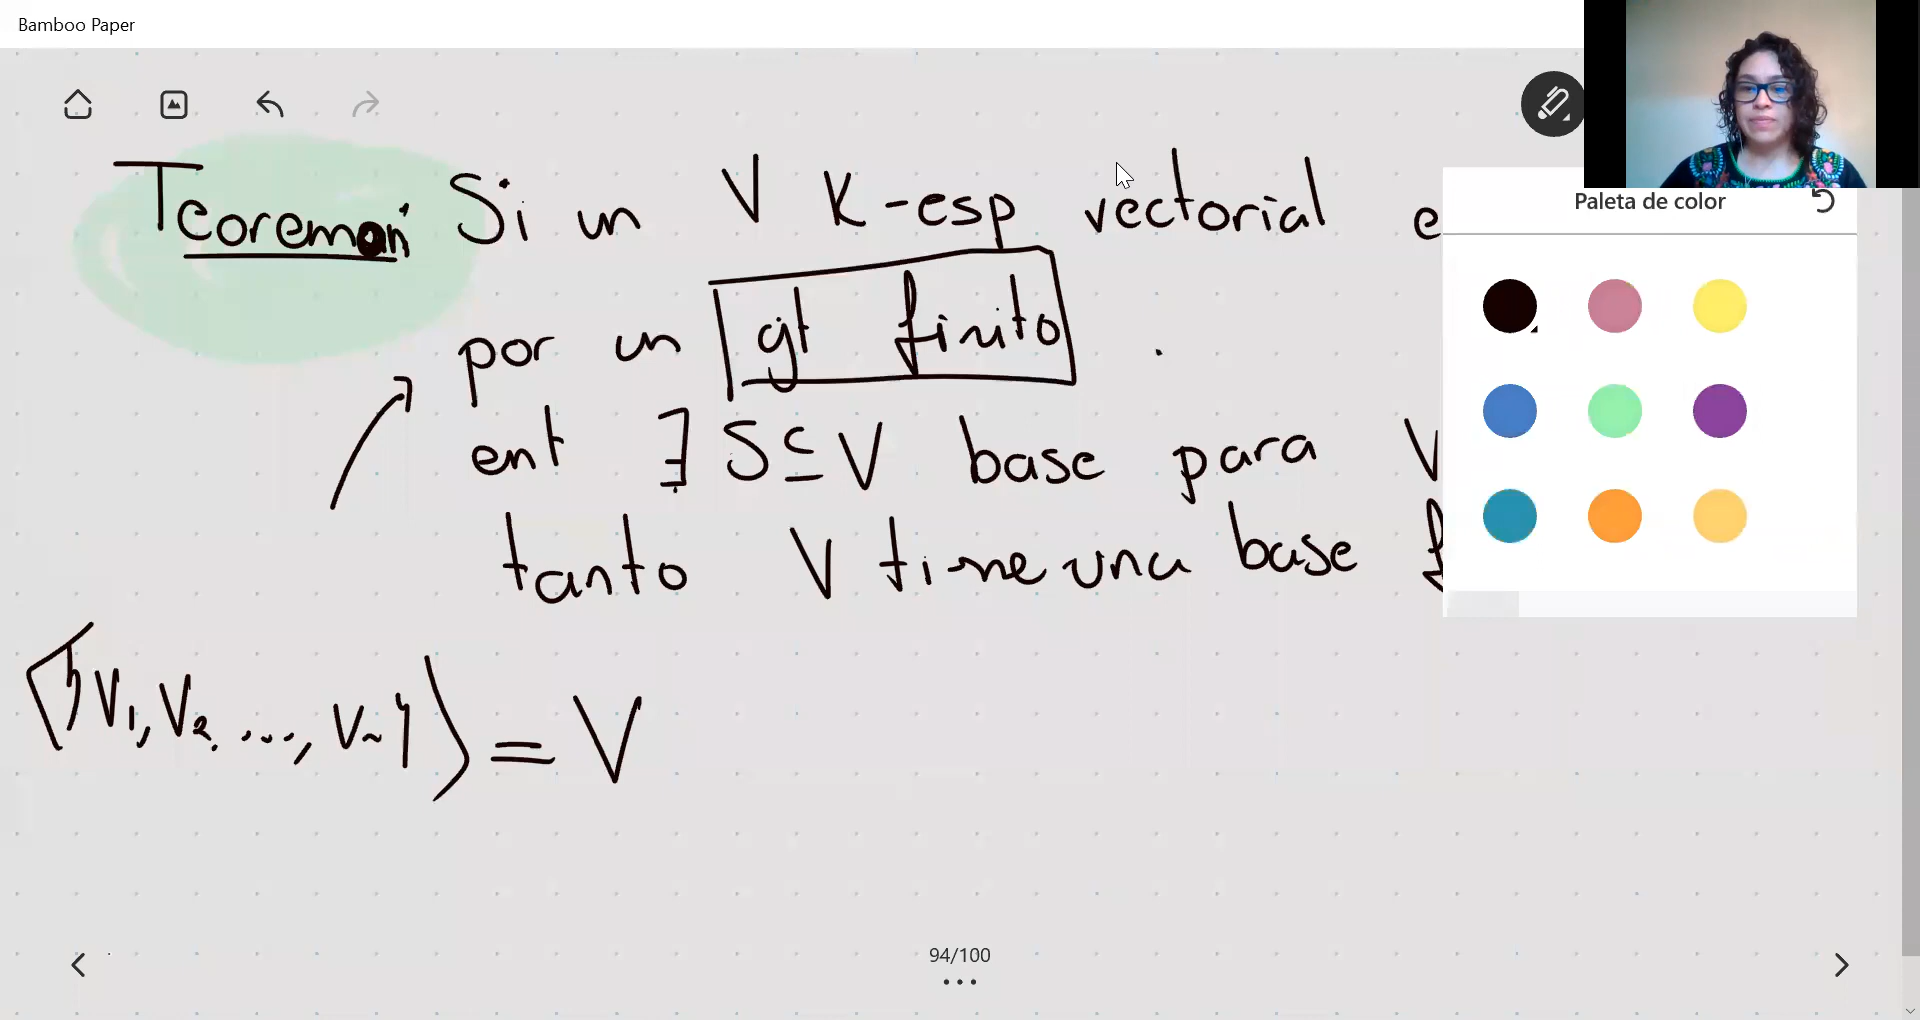 Bamboo Paper
Teorema: Si un V K-esp vectorial e
por un gt finito .
ent ∃ S ⊆ V base para V
tanto V tiene una base f
⟨{V₁, V₂, ..., Vₙ}⟩ = V
Paleta de color
94/100